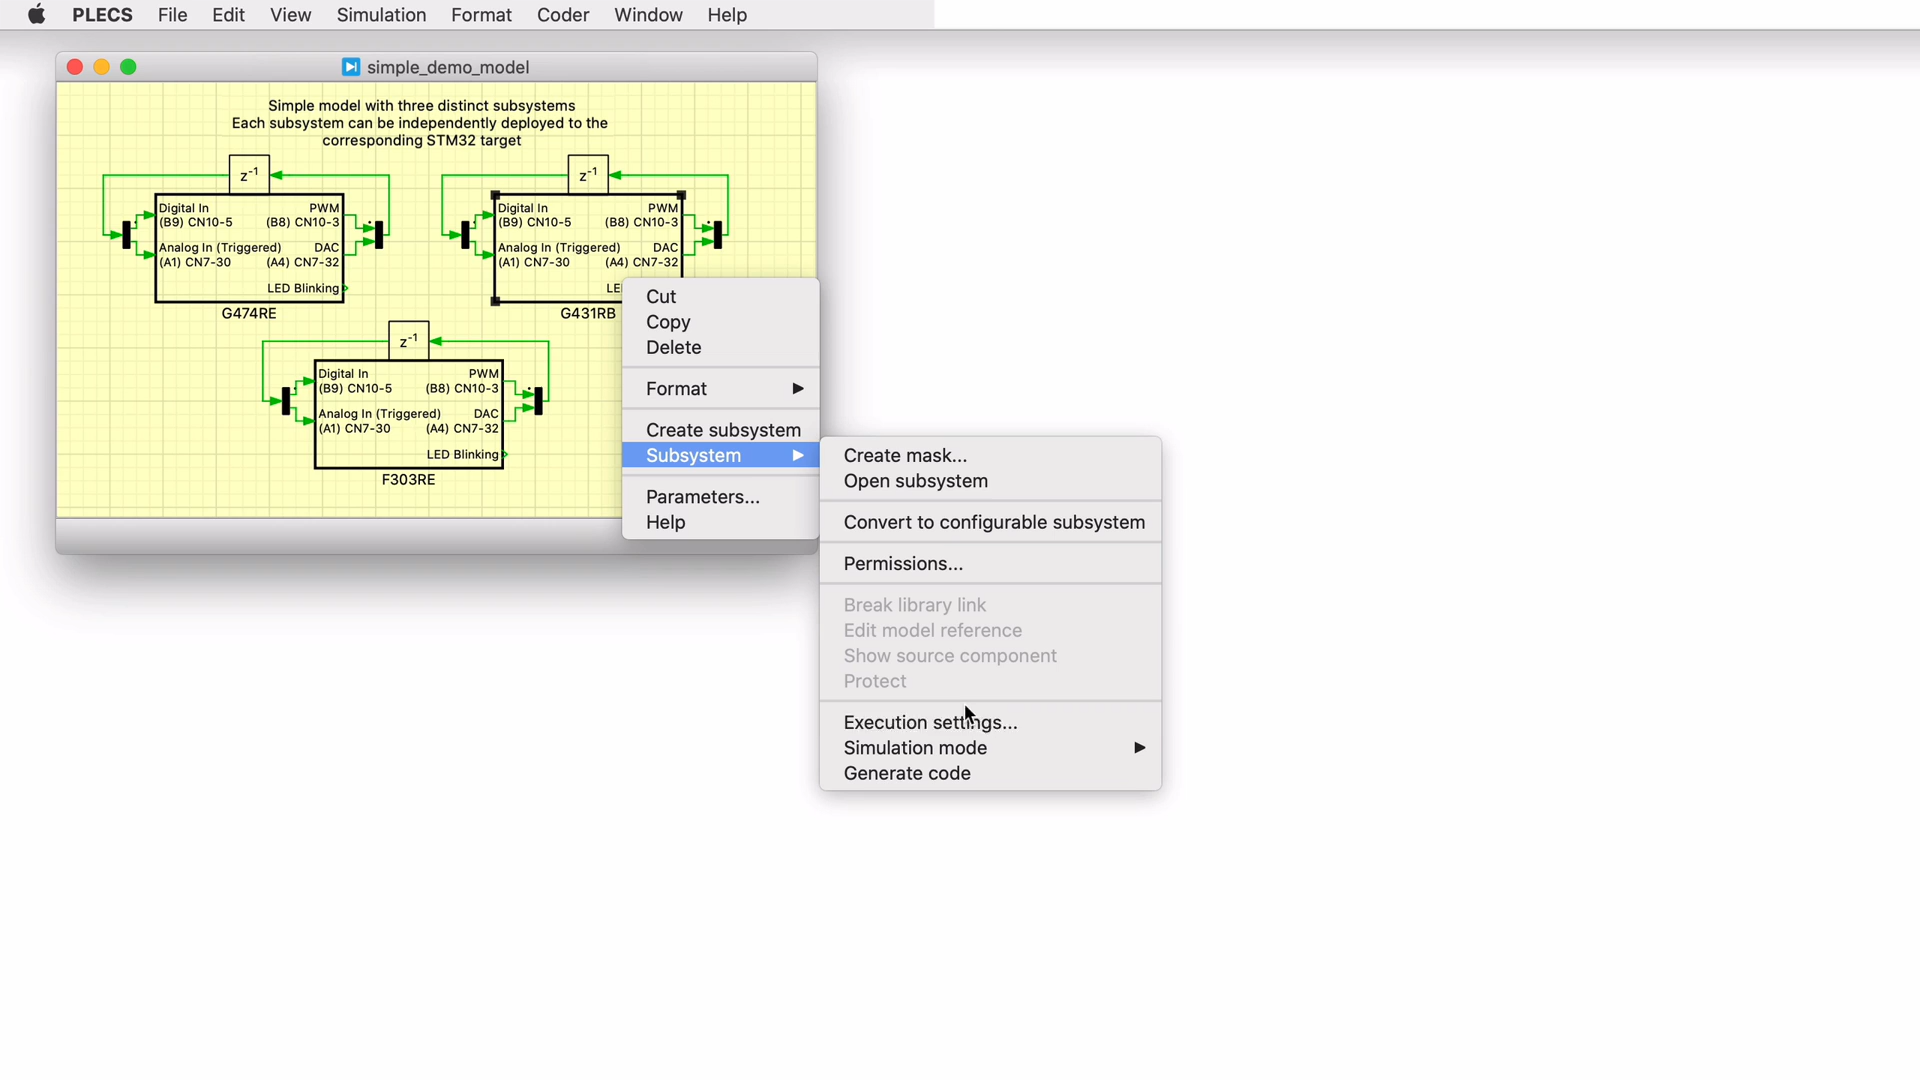 PLECS File Edit View Simulation Format Coder Window Help
simple_demo_model
Simple model with three distinct subsystems
Each subsystem can be independently deployed to the
corresponding STM32 target
z-1
Digital In PWM
(B9) CN10-5 (B8) CN10-3
Analog In (Triggered) DAC
(A1) CN7-30 (A4) CN7-32
LED Blinking
G474RE
z-1
Digital In PWM
(B9) CN10-5 (B8) CN10-3
Analog In (Triggered) DAC
(A1) CN7-30 (A4) CN7-32
LE
G431RB
z-1
Digital In PWM
(B9) CN10-5 (B8) CN10-3
Analog In (Triggered) DAC
(A1) CN7-30 (A4) CN7-32
LED Blinking
F303RE
Cut
Copy
Delete
Format
Create subsystem
Subsystem
Parameters...
Help
Create mask...
Open subsystem
Convert to configurable subsystem
Permissions...
Break library link
Edit model reference
Show source component
Protect
Execution settings...
Simulation mode
Generate code